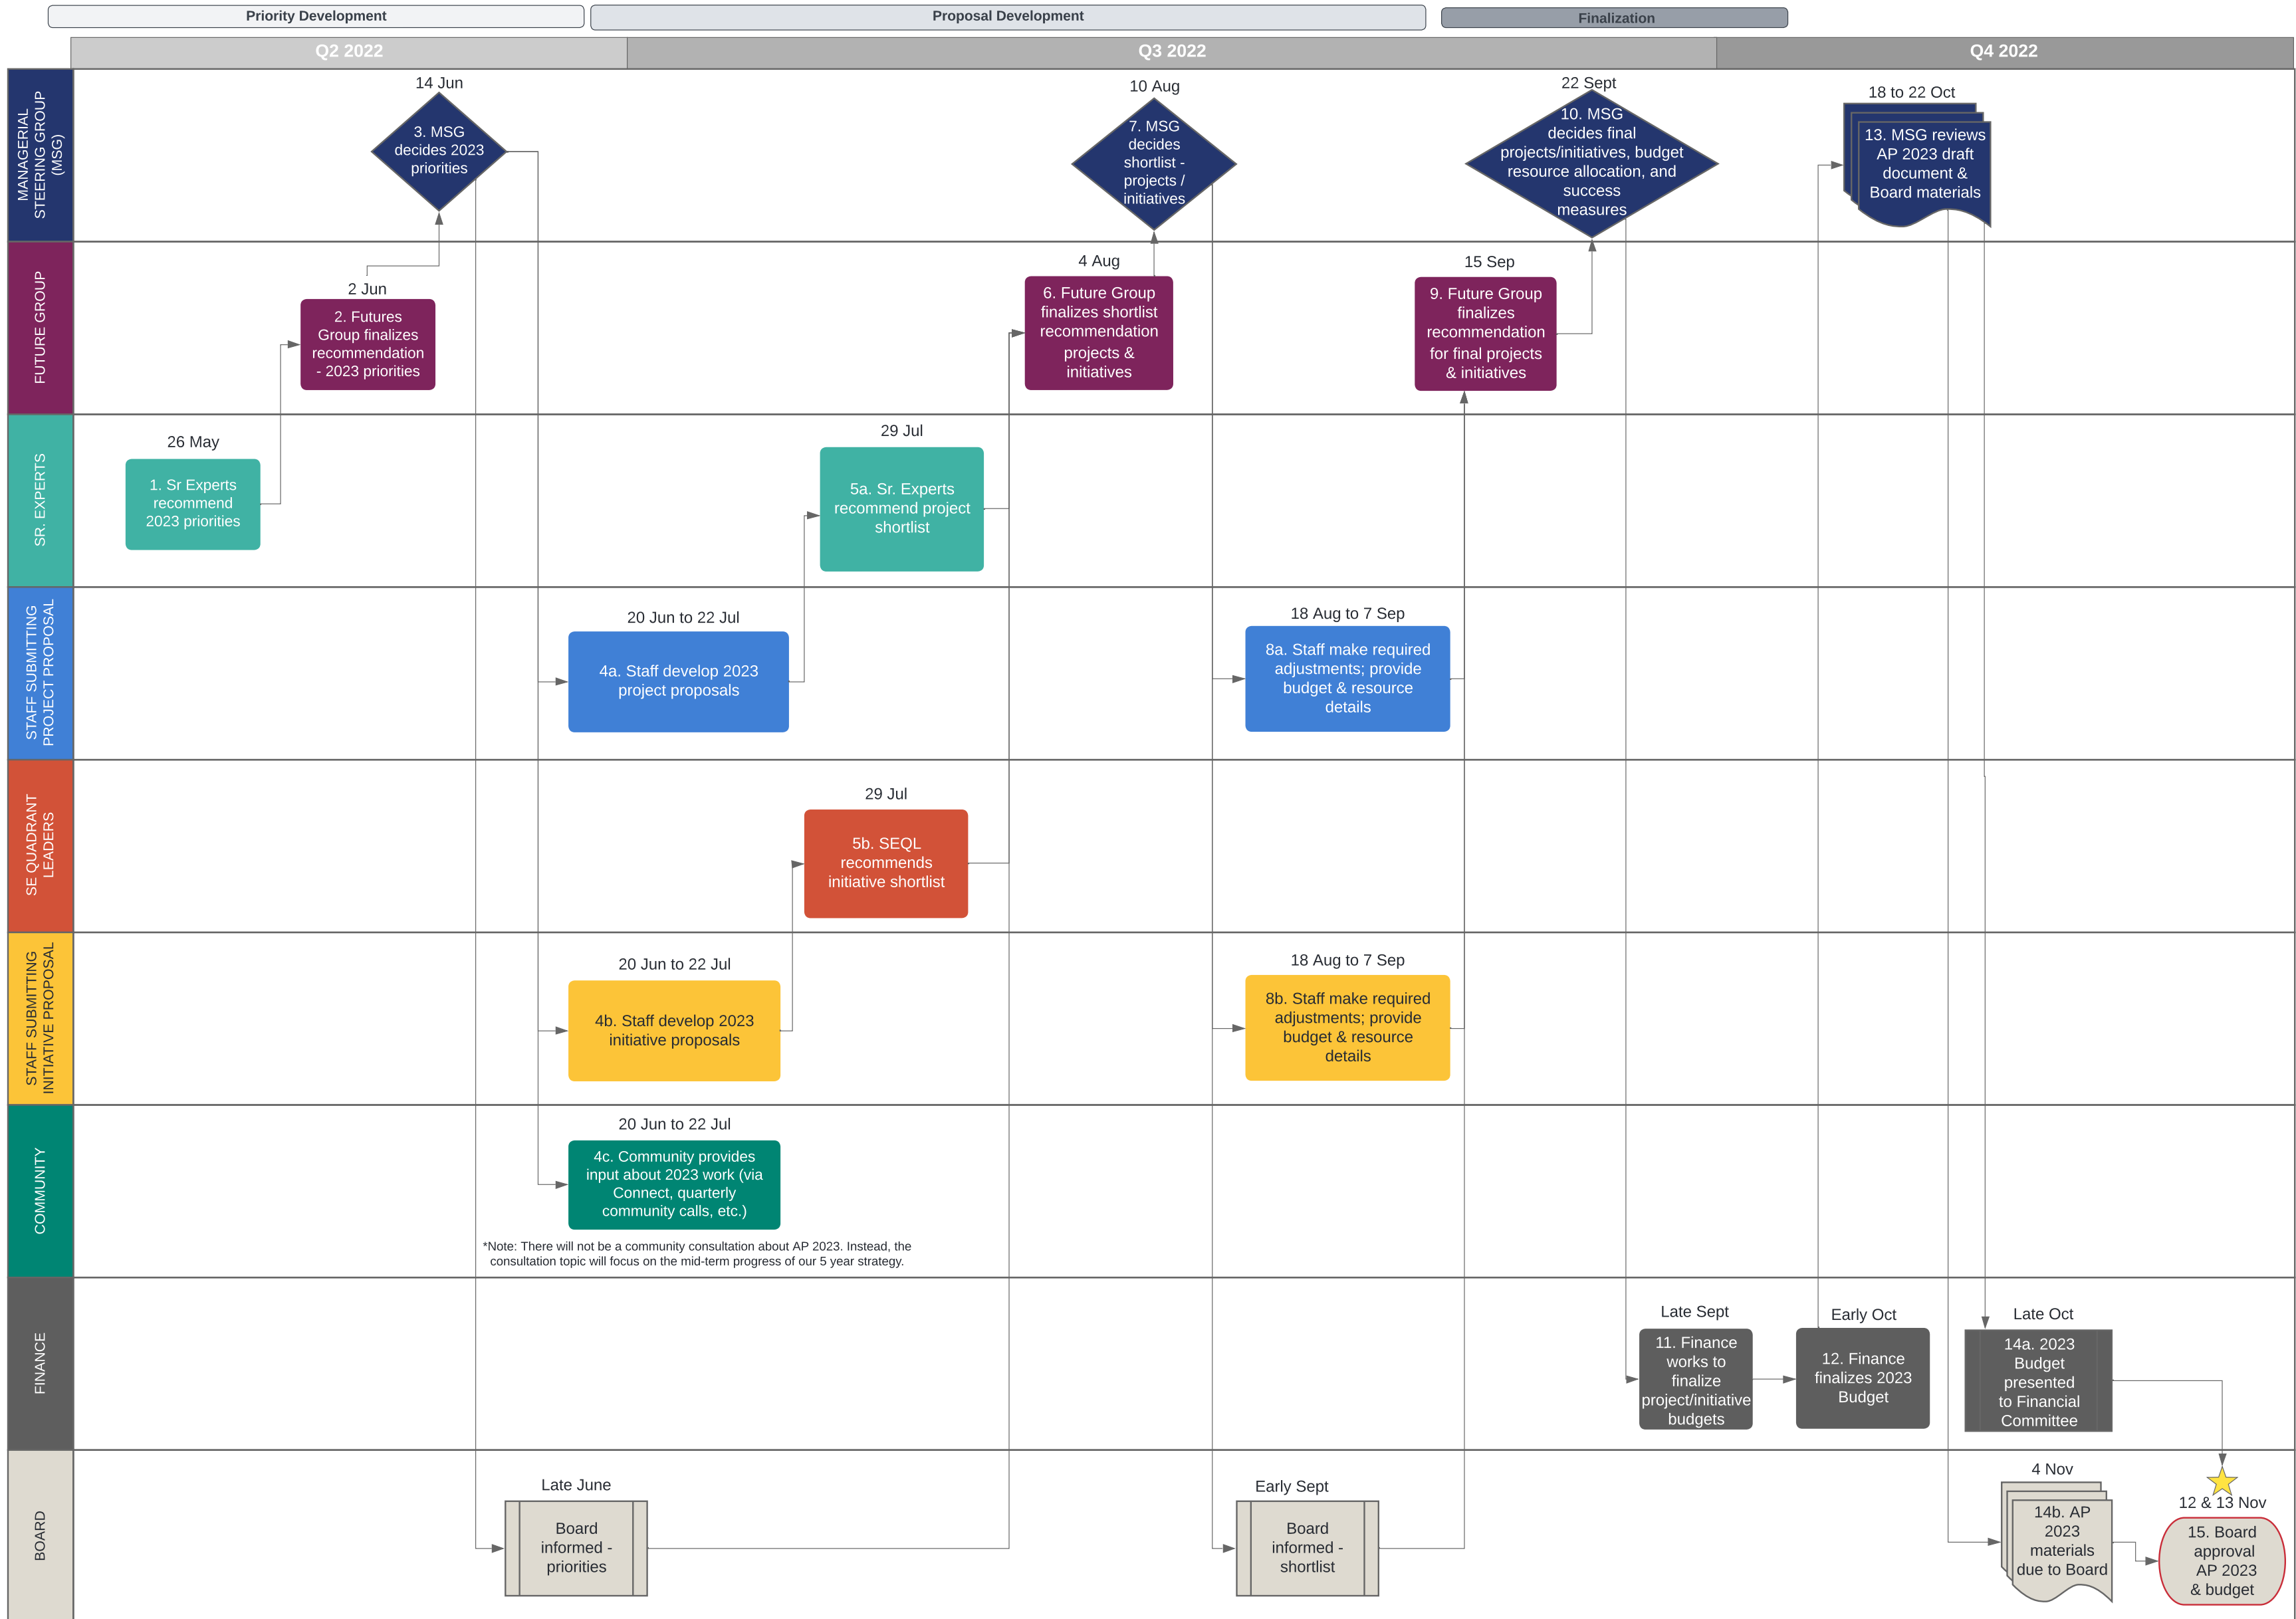 Priority Development
Proposal Development
Finalization
Q2 2022
Q3 2022
Q4 2022
MANAGERIAL
STEERING GROUP
(MSG)
14 Jun
3. MSG
decides 2023
priorities
10 Aug
7. MSG
decides
shortlist -
projects /
initiatives
22 Sept
10. MSG
decides final
projects/initiatives, budget
resource allocation, and
success
measures
18 to 22 Oct
13. MSG reviews
AP 2023 draft
document &
Board materials
FUTURE GROUP
2 Jun
2. Futures
Group finalizes
recommendation
- 2023 priorities
4 Aug
6. Future Group
finalizes shortlist
recommendation
projects &
initiatives
15 Sep
9. Future Group
finalizes
recommendation
for final projects
& initiatives
SR. EXPERTS
26 May
1. Sr Experts
recommend
2023 priorities
29 Jul
5a. Sr. Experts
recommend project
shortlist
STAFF SUBMITTING
PROJECT PROPOSAL
20 Jun to 22 Jul
4a. Staff develop 2023
project proposals
18 Aug to 7 Sep
8a. Staff make required
adjustments; provide
budget & resource
details
SE QUADRANT
LEADERS
29 Jul
5b. SEQL
recommends
initiative shortlist
STAFF SUBMITTING
INITIATIVE PROPOSAL
20 Jun to 22 Jul
4b. Staff develop 2023
initiative proposals
18 Aug to 7 Sep
8b. Staff make required
adjustments; provide
budget & resource
details
COMMUNITY
20 Jun to 22 Jul
4c. Community provides
input about 2023 work (via
Connect, quarterly
community calls, etc.)
*Note: There will not be a community consultation about AP 2023. Instead, the
consultation topic will focus on the mid-term progress of our 5 year strategy.
FINANCE
Late Sept
11. Finance
works to
finalize
project/initiative
budgets
Early Oct
12. Finance
finalizes 2023
Budget
Late Oct
14a. 2023
Budget
presented
to Financial
Committee
BOARD
Late June
Board
informed -
priorities
Early Sept
Board
informed -
shortlist
4 Nov
14b. AP
2023
materials
due to Board
12 & 13 Nov
15. Board
approval
AP 2023
& budget